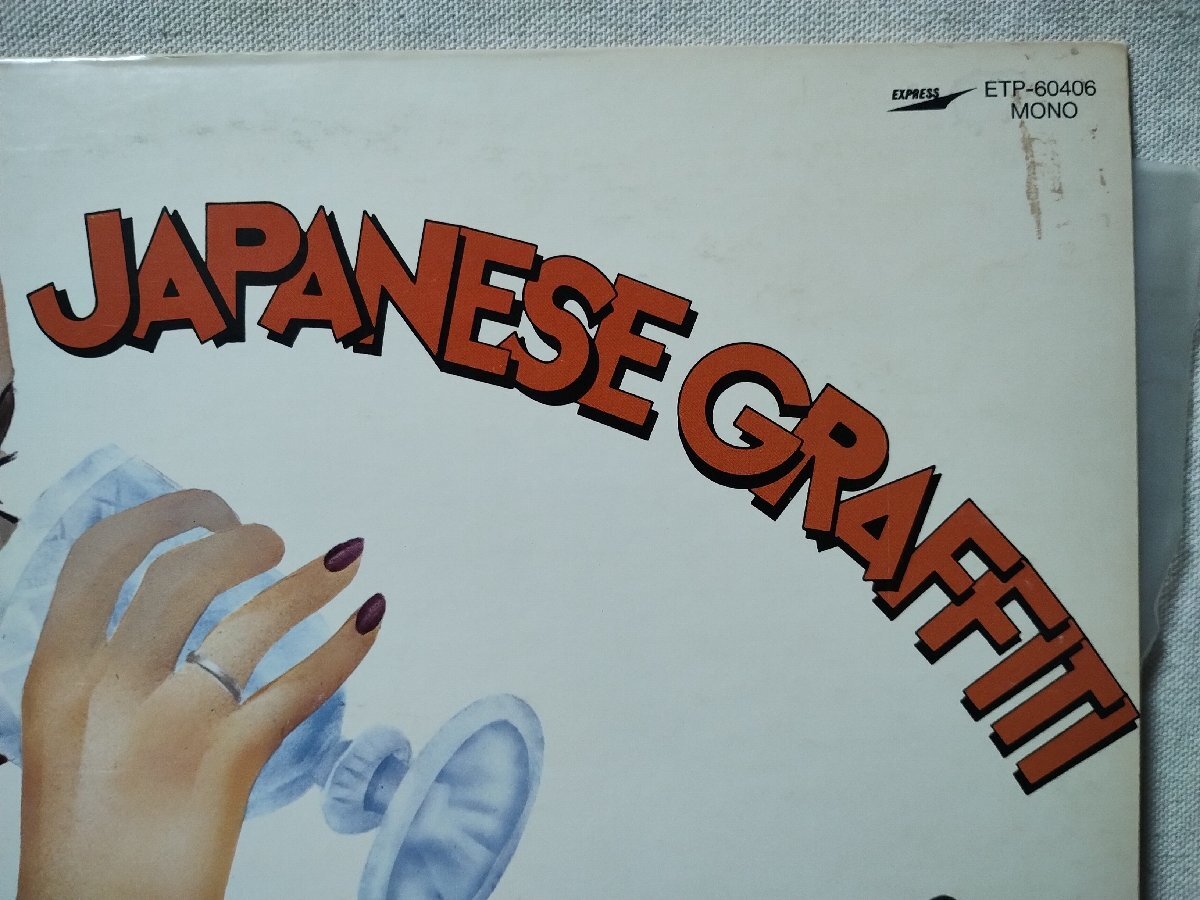 EXPRESS ETP-60406
MONO
JAPANESE GRAFFITI